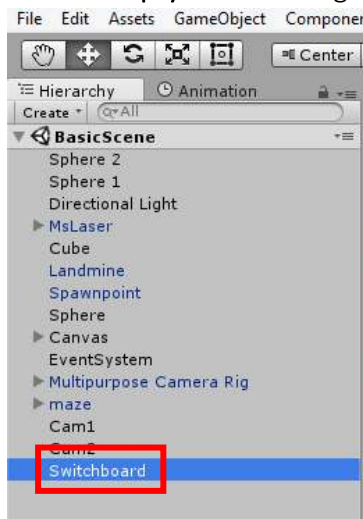 File Edit Assets GameObject Componen
Center
Hierarchy Animation
Create All
BasicScene
Sphere 2
Sphere 1
Directional Light
MsLaser
Cube
Landmine
Spawnpoint
Sphere
Canvas
EventSystem
Multipurpose Camera Rig
maze
Cam1
Cam2
Switchboard